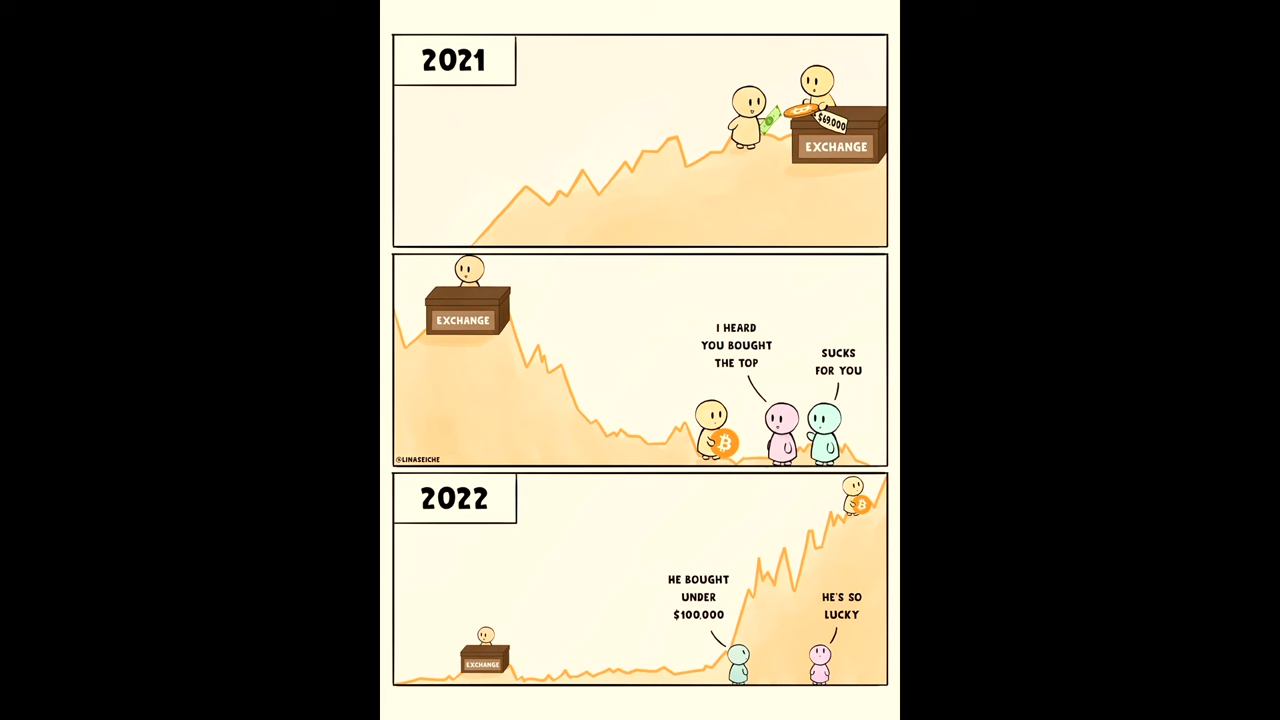 2021
$69.000
EXCHANGE
EXCHANGE
I HEARD
YOU BOUGHT
THE TOP
SUCKS
FOR YOU
@LINASEICHE
2022
HE BOUGHT
UNDER
$100.000
HE'S SO
LUCKY
EXCHANGE